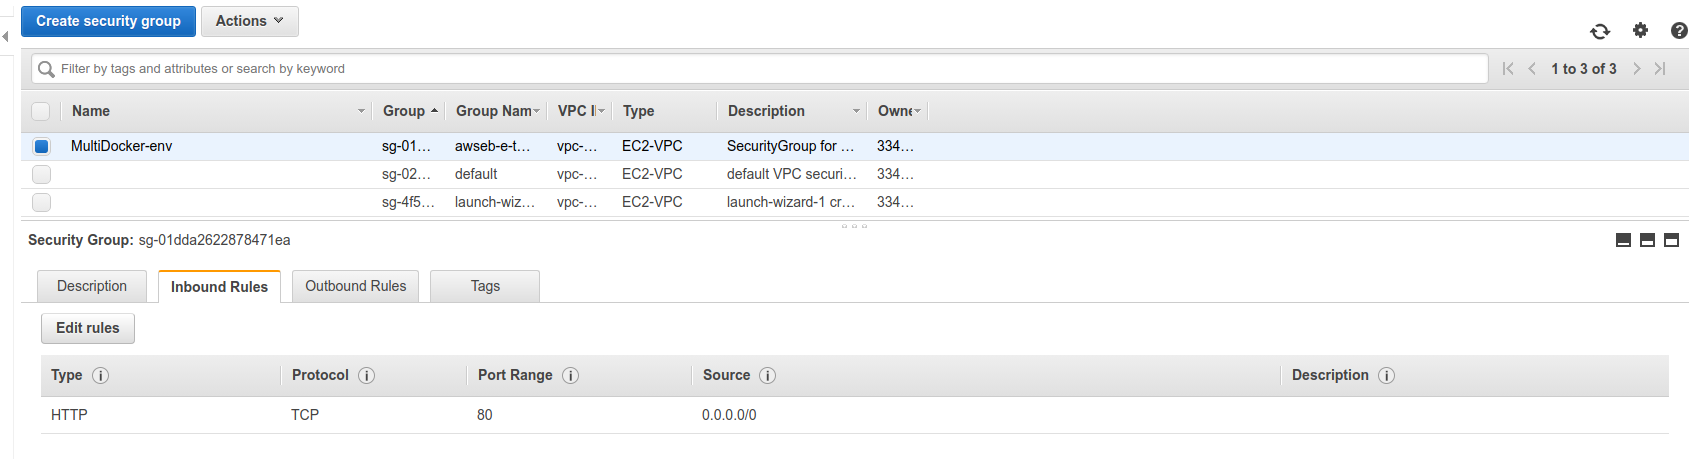 Create security group Actions
Filter by tags and attributes or search by keyword 1 to 3 of 3
Name Group Group Nam VPC I Type Description Owne
MultiDocker-env sg-01... awseb-e-t... vpc-... EC2-VPC SecurityGroup for ... 334...
sg-02... default vpc-... EC2-VPC default VPC securi... 334...
sg-4f5... launch-wiz... vpc-... EC2-VPC launch-wizard-1 cr... 334...
Security Group: sg-01dda2622878471ea
Description Inbound Rules Outbound Rules Tags
Edit rules
Type Protocol Port Range Source Description
HTTP TCP 80 0.0.0.0/0